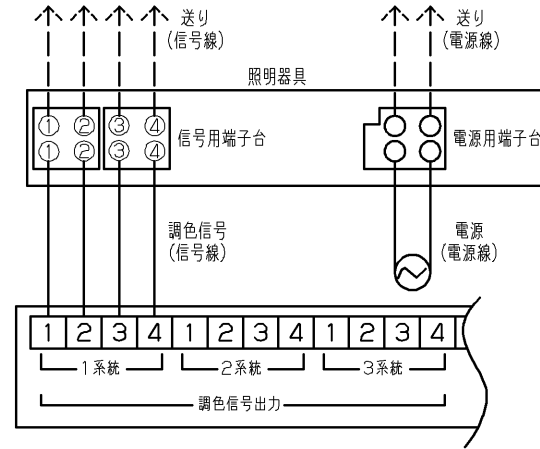 送り
(信号線)
送り
(電源線)
照明器具
① ② ③ ④
① ② ③ ④
信号用端子台
電源用端子台
調色信号
(信号線)
電源
(電源線)
1 2 3 4 1 2 3 4 1 2 3 4
1系統 2系統 3系統
調色信号出力